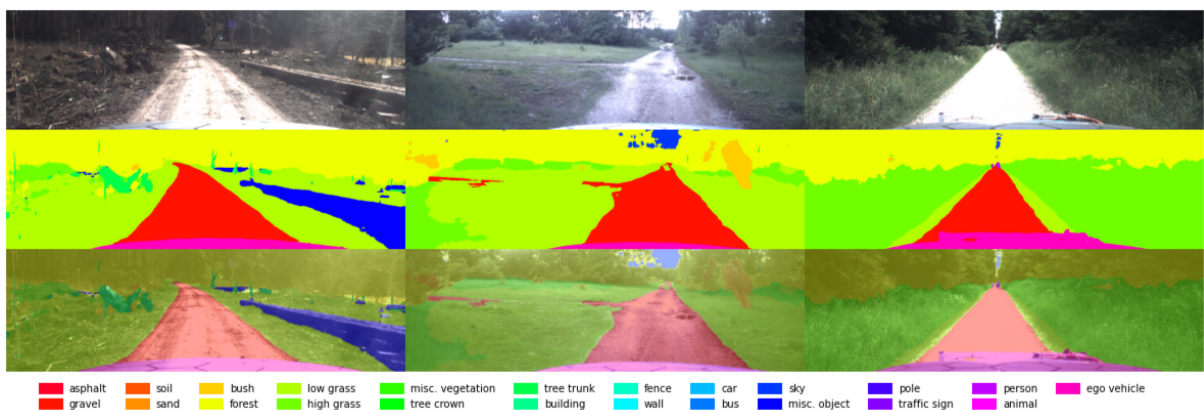 asphalt soil bush low grass misc. vegetation tree trunk fence car sky pole person ego vehicle
gravel sand forest high grass tree crown building wall bus misc. object traffic sign animal